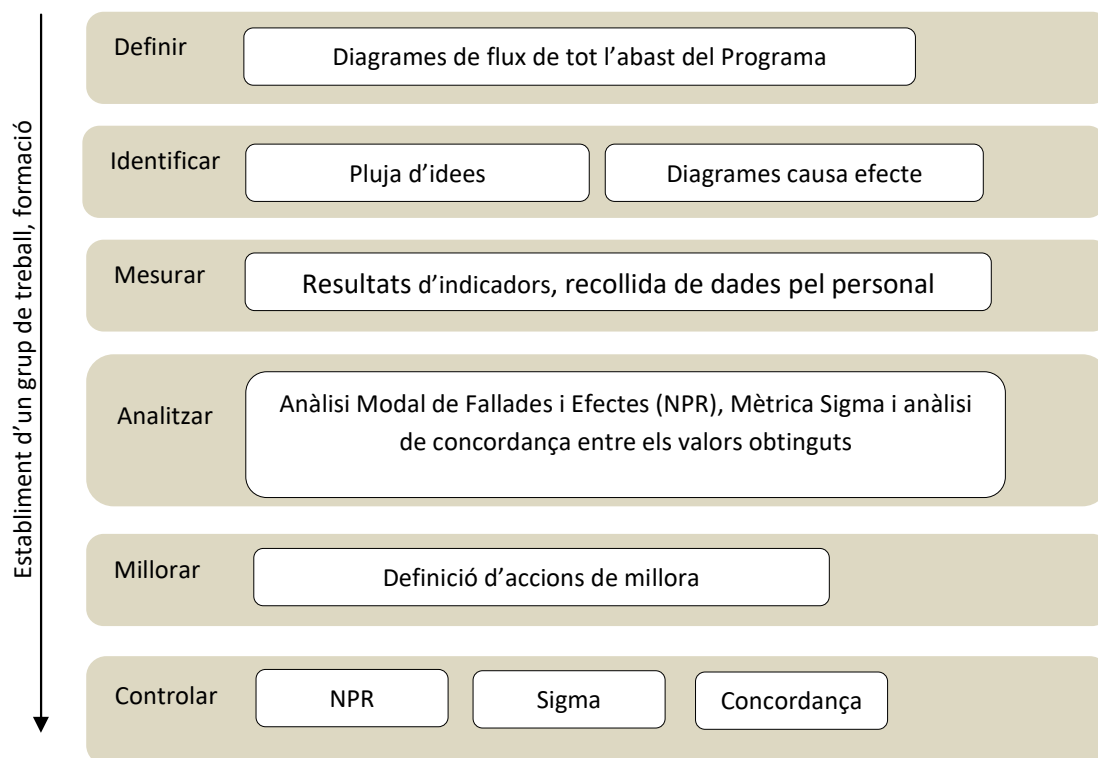 Establiment d'un grup de treball, formació
Definir
Diagrames de flux de tot l'abast del Programa
Identificar
Pluja d'idees
Diagrames causa efecte
Mesurar
Resultats d'indicadors, recollida de dades pel personal
Analitzar
Anàlisi Modal de Fallades i Efectes (NPR), Mètrica Sigma i anàlisi
de concordança entre els valors obtinguts
Millorar
Definició d'accions de millora
Controlar
NPR
Sigma
Concordança